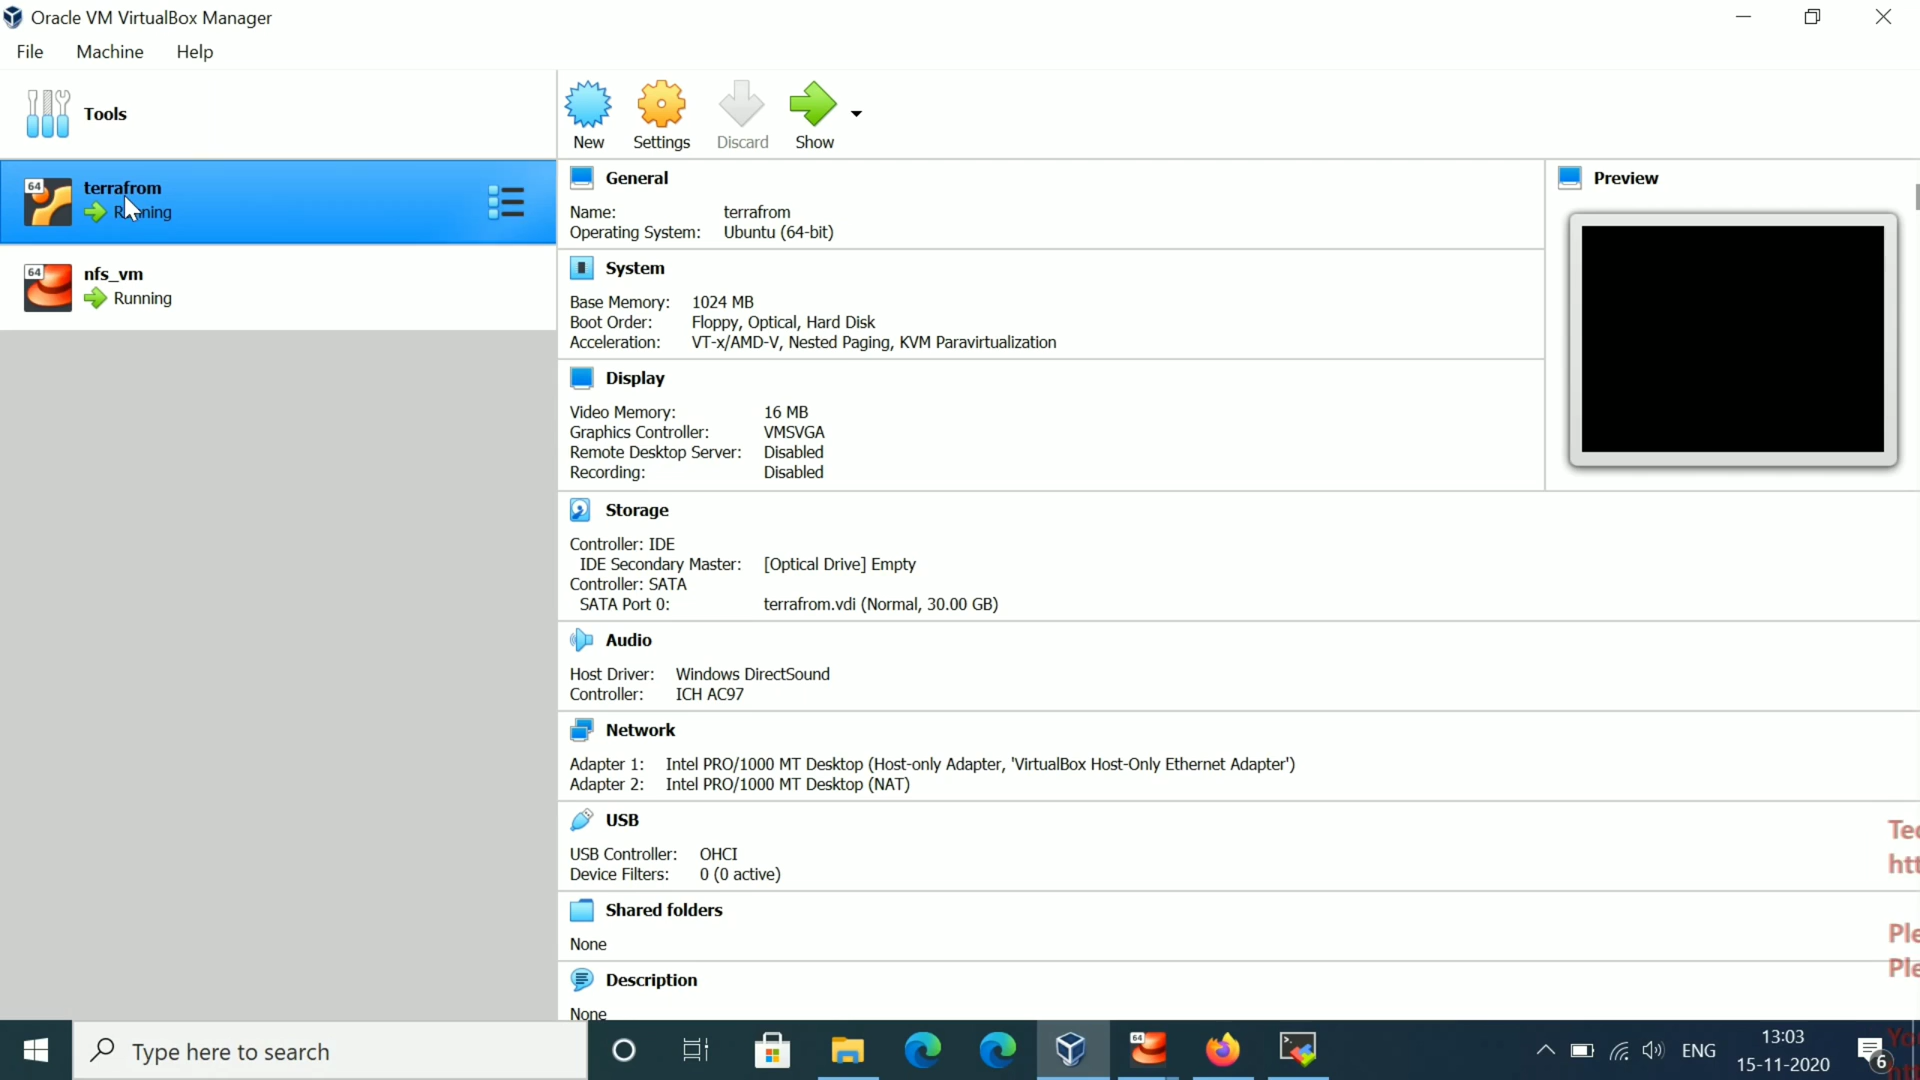 Oracle VM VirtualBox Manager
File Machine Help
Tools
New Settings Discard Show
64 terrafrom
Running
64 nfs_vm
Running
General
Name: terrafrom
Operating System: Ubuntu (64-bit)
System
Base Memory: 1024 MB
Boot Order: Floppy, Optical, Hard Disk
Acceleration: VT-x/AMD-V, Nested Paging, KVM Paravirtualization
Display
Video Memory: 16 MB
Graphics Controller: VMSVGA
Remote Desktop Server: Disabled
Recording: Disabled
Preview
Storage
Controller: IDE
IDE Secondary Master: [Optical Drive] Empty
Controller: SATA
SATA Port 0: terrafrom.vdi (Normal, 30.00 GB)
Audio
Host Driver: Windows DirectSound
Controller: ICH AC97
Network
Adapter 1: Intel PRO/1000 MT Desktop (Host-only Adapter, 'VirtualBox Host-Only Ethernet Adapter')
Adapter 2: Intel PRO/1000 MT Desktop (NAT)
USB
USB Controller: OHCI
Device Filters: 0 (0 active)
Shared folders
None
Description
None
Type here to search
64
ENG
13:03
15-11-2020
6